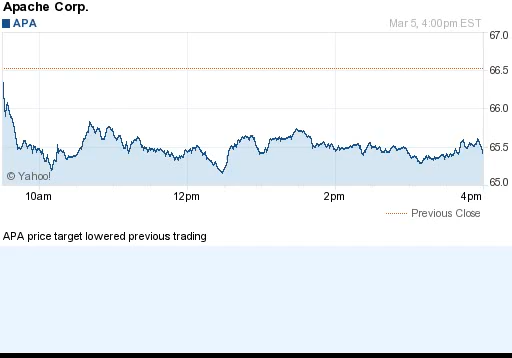 Apache Corp.
APA
Mar 5, 4:00pm EST
67.0
66.5
66.0
65.5
65.0
© Yahoo!
10am 12pm 2pm 4pm
Previous Close
APA price target lowered previous trading